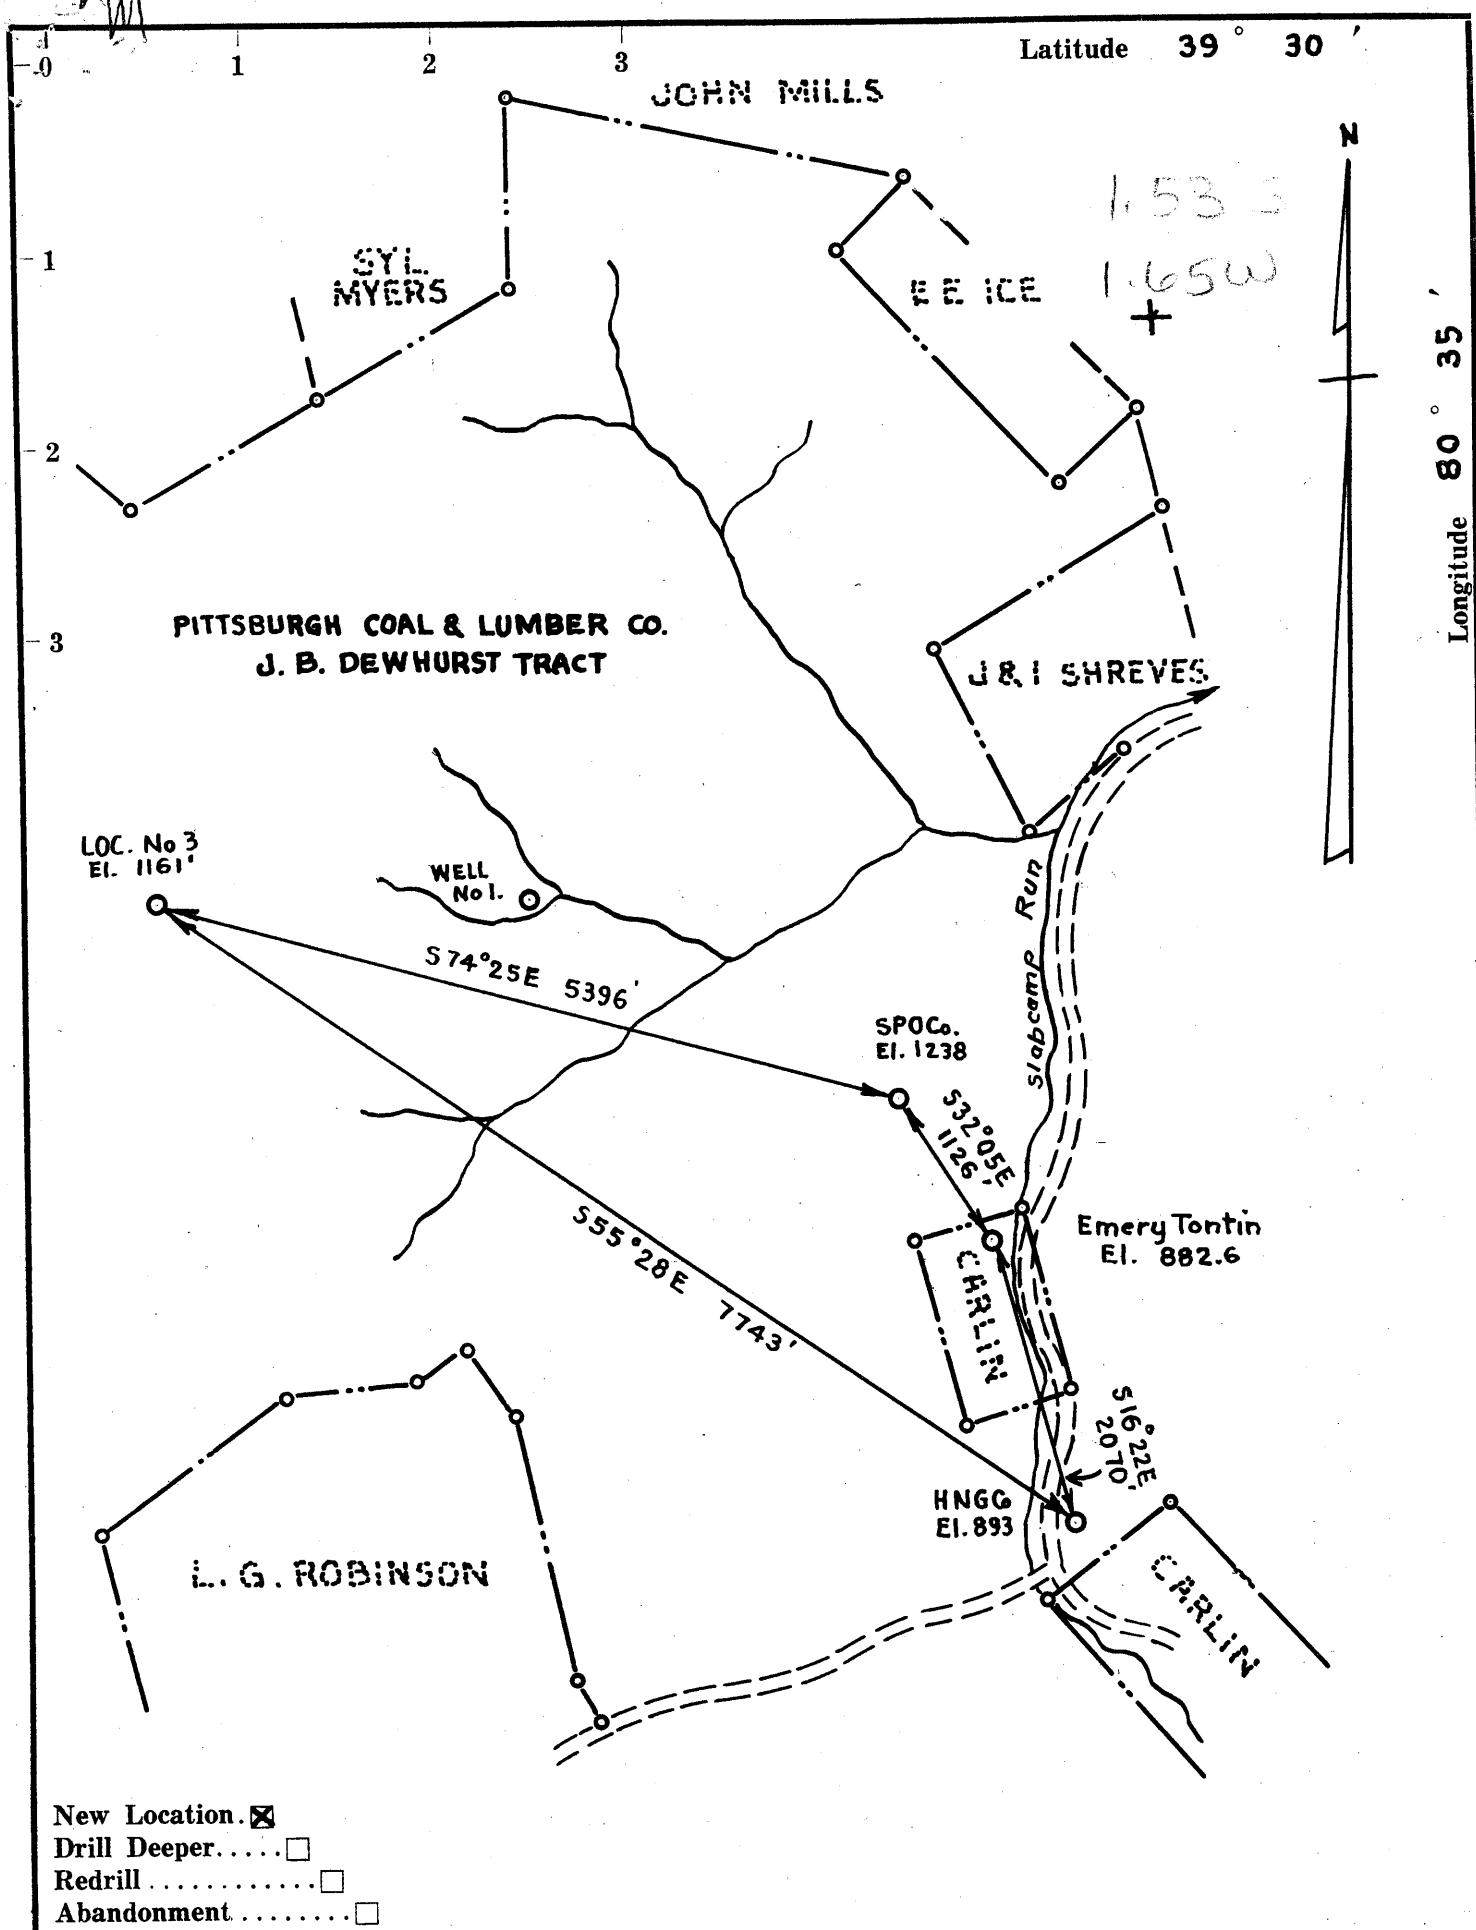 0 1 2 3
Latitude 39° 30'
JOHN MILLS
N
1.53 S
1.65W
1
SYL.
MYERS
E E ICE
Longitude 80° 35'
2
3
PITTSBURGH COAL & LUMBER CO.
J. B. DEWHURST TRACT
J & I SHREVES
LOC. No 3
El. 1161'
WELL
No 1.
Slabcamp Run
S74°25E 5396'
SPOCo.
El. 1238
S32°05E
1126'
Emery Tontin
El. 882.6
CARLIN
S55°28E 7743'
S16°22E
2070'
HNGCo
El. 893
L. G. ROBINSON
CARLIN
New Location. ☒
Drill Deeper..... ☐
Redrill ............ ☐
Abandonment ........ ☐